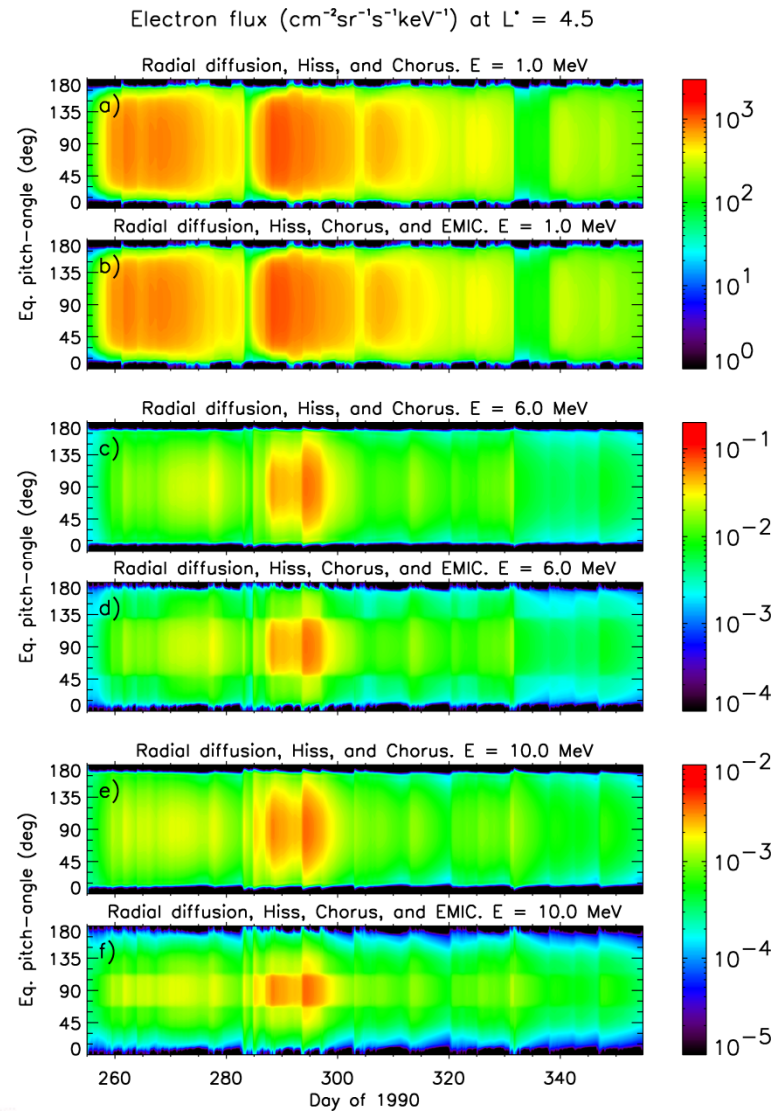 Electron flux (cm⁻²sr⁻¹s⁻¹keV⁻¹) at L* = 4.5
Radial diffusion, Hiss, and Chorus. E = 1.0 MeV
a)
180
135
90
45
0
Radial diffusion, Hiss, Chorus, and EMIC. E = 1.0 MeV
b)
180
135
90
45
0
Eq. pitch-angle (deg)
10³
10²
10¹
10⁰
Radial diffusion, Hiss, and Chorus. E = 6.0 MeV
c)
180
135
90
45
0
Radial diffusion, Hiss, Chorus, and EMIC. E = 6.0 MeV
d)
180
135
90
45
0
Eq. pitch-angle (deg)
10⁻¹
10⁻²
10⁻³
10⁻⁴
Radial diffusion, Hiss, and Chorus. E = 10.0 MeV
e)
180
135
90
45
0
Radial diffusion, Hiss, Chorus, and EMIC. E = 10.0 MeV
f)
180
135
90
45
0
Eq. pitch-angle (deg)
10⁻²
10⁻³
10⁻⁴
10⁻⁵
260 280 300 320 340
Day of 1990